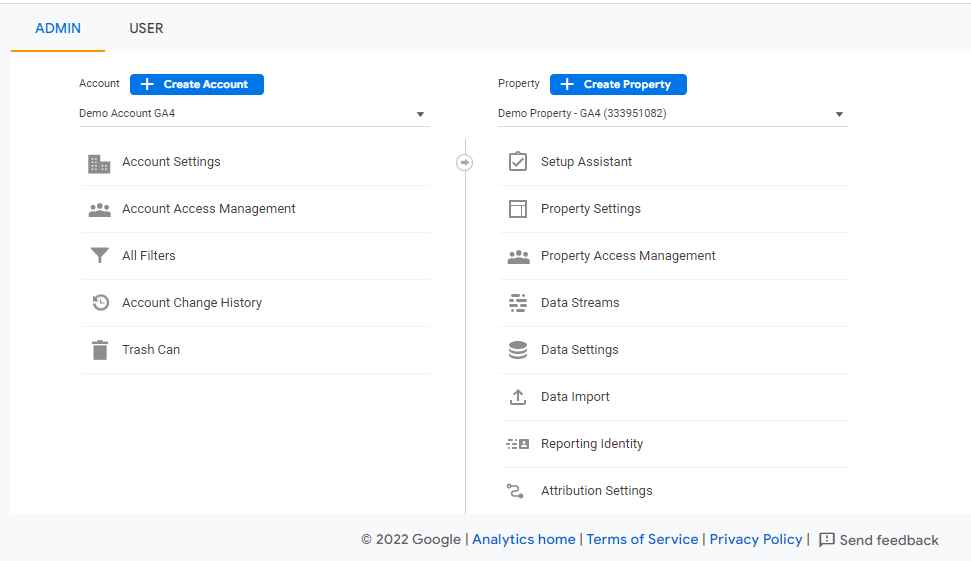 ADMIN USER
Account + Create Account
Demo Account GA4
Account Settings
Account Access Management
All Filters
Account Change History
Trash Can
Property + Create Property
Demo Property - GA4 (333951082)
Setup Assistant
Property Settings
Property Access Management
Data Streams
Data Settings
Data Import
Reporting Identity
Attribution Settings
© 2022 Google | Analytics home | Terms of Service | Privacy Policy | Send feedback